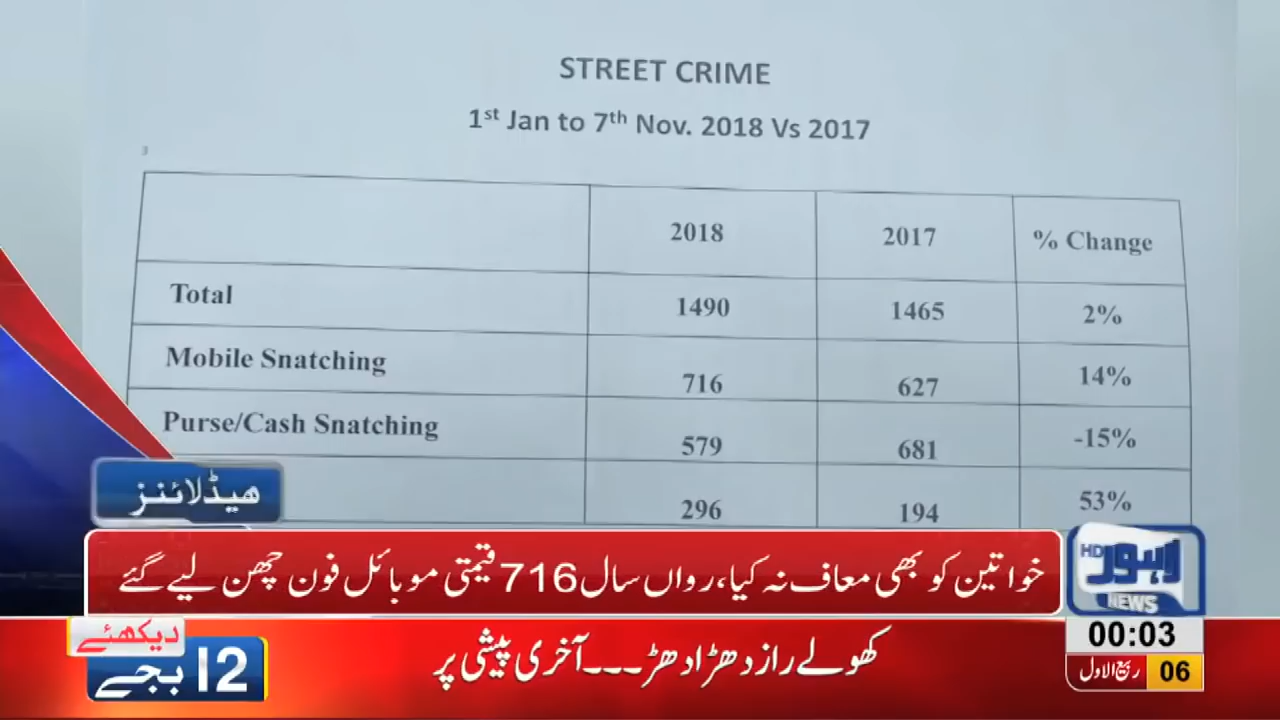 STREET CRIME
1st Jan to 7th Nov. 2018 Vs 2017
3
2018 2017 % Change
Total 1490 1465 2%
Mobile Snatching 716 627 14%
Purse/Cash Snatching 579 681 -15%
296 194 53%
ہیڈلائنز
خواتین کو بھی معاف نہ کیا، رواں سال 716 قیمتی موبائل فون چھن لیے گئے
لاہور HD
NEWS
00:03
06 ربیع الاول
دیکھئے
12 بجے
کھولے راز دھڑا دھڑ۔۔۔آخری پیشی پر